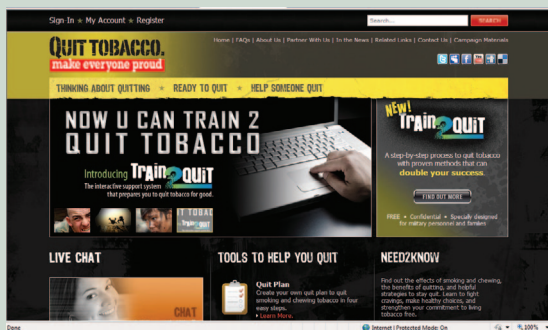 Sign-In ★ My Account ★ Register
Search...
SEARCH
Home | FAQs | About Us | Partner With Us | In the News | Related Links | Contact Us | Campaign Materials
QUIT TOBACCO.
make everyone proud
THINKING ABOUT QUITTING ★ READY TO QUIT ★ HELP SOMEONE QUIT
NOW U CAN TRAIN 2
QUIT TOBACCO
Introducing Train2QUIT
The interactive support system
that prepares you to quit tobacco for good.
NEW!
Train2QUIT
A step-by-step process to quit tobacco
with proven methods that can
double your success.
FIND OUT MORE
FREE • Confidential • Specially designed
for military personnel and families
LIVE CHAT
CHAT
TOOLS TO HELP YOU QUIT
Quit Plan
Create your own quit plan to quit
smoking and chewing tobacco in four
easy steps.
• Learn More.
NEED2KNOW
Find out the effects of smoking and chewing,
the benefits of quitting, and helpful
strategies to stay quit. Learn to fight
cravings, make healthy choices, and
strengthen your commitment to living
tobacco free.
Done
Internet | Protected Mode: On
100%